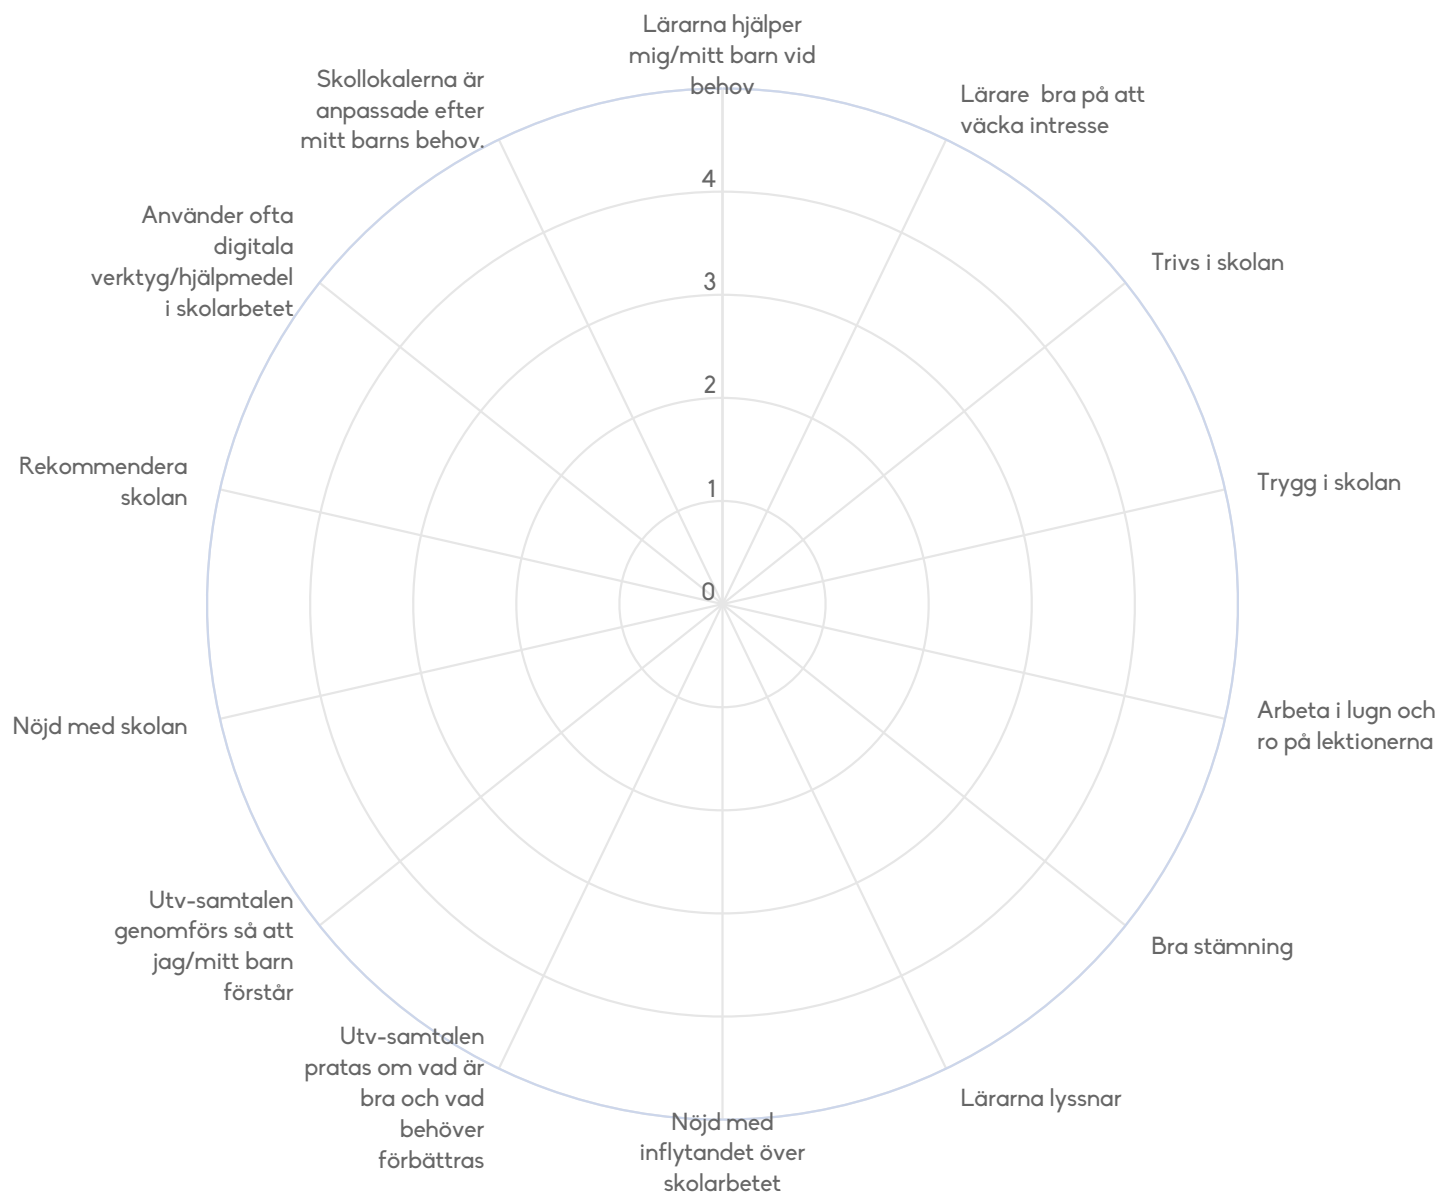 Lärarna hjälper
mig/mitt barn vid
behov
Lärare  bra på att
väcka intresse
Trivs i skolan
Trygg i skolan
Arbeta i lugn och
ro på lektionerna
Bra stämning
Lärarna lyssnar
Nöjd med
inflytandet över
skolarbetet
Utv-samtalen
pratas om vad är
bra och vad
behöver
förbättras
Utv-samtalen
genomförs så att
jag/mitt barn
förstår
Nöjd med skolan
Rekommendera
skolan
Använder ofta
digitala
verktyg/hjälpmedel
i skolarbetet
Skollokalerna är
anpassade efter
mitt barns behov.
4
3
2
1
0